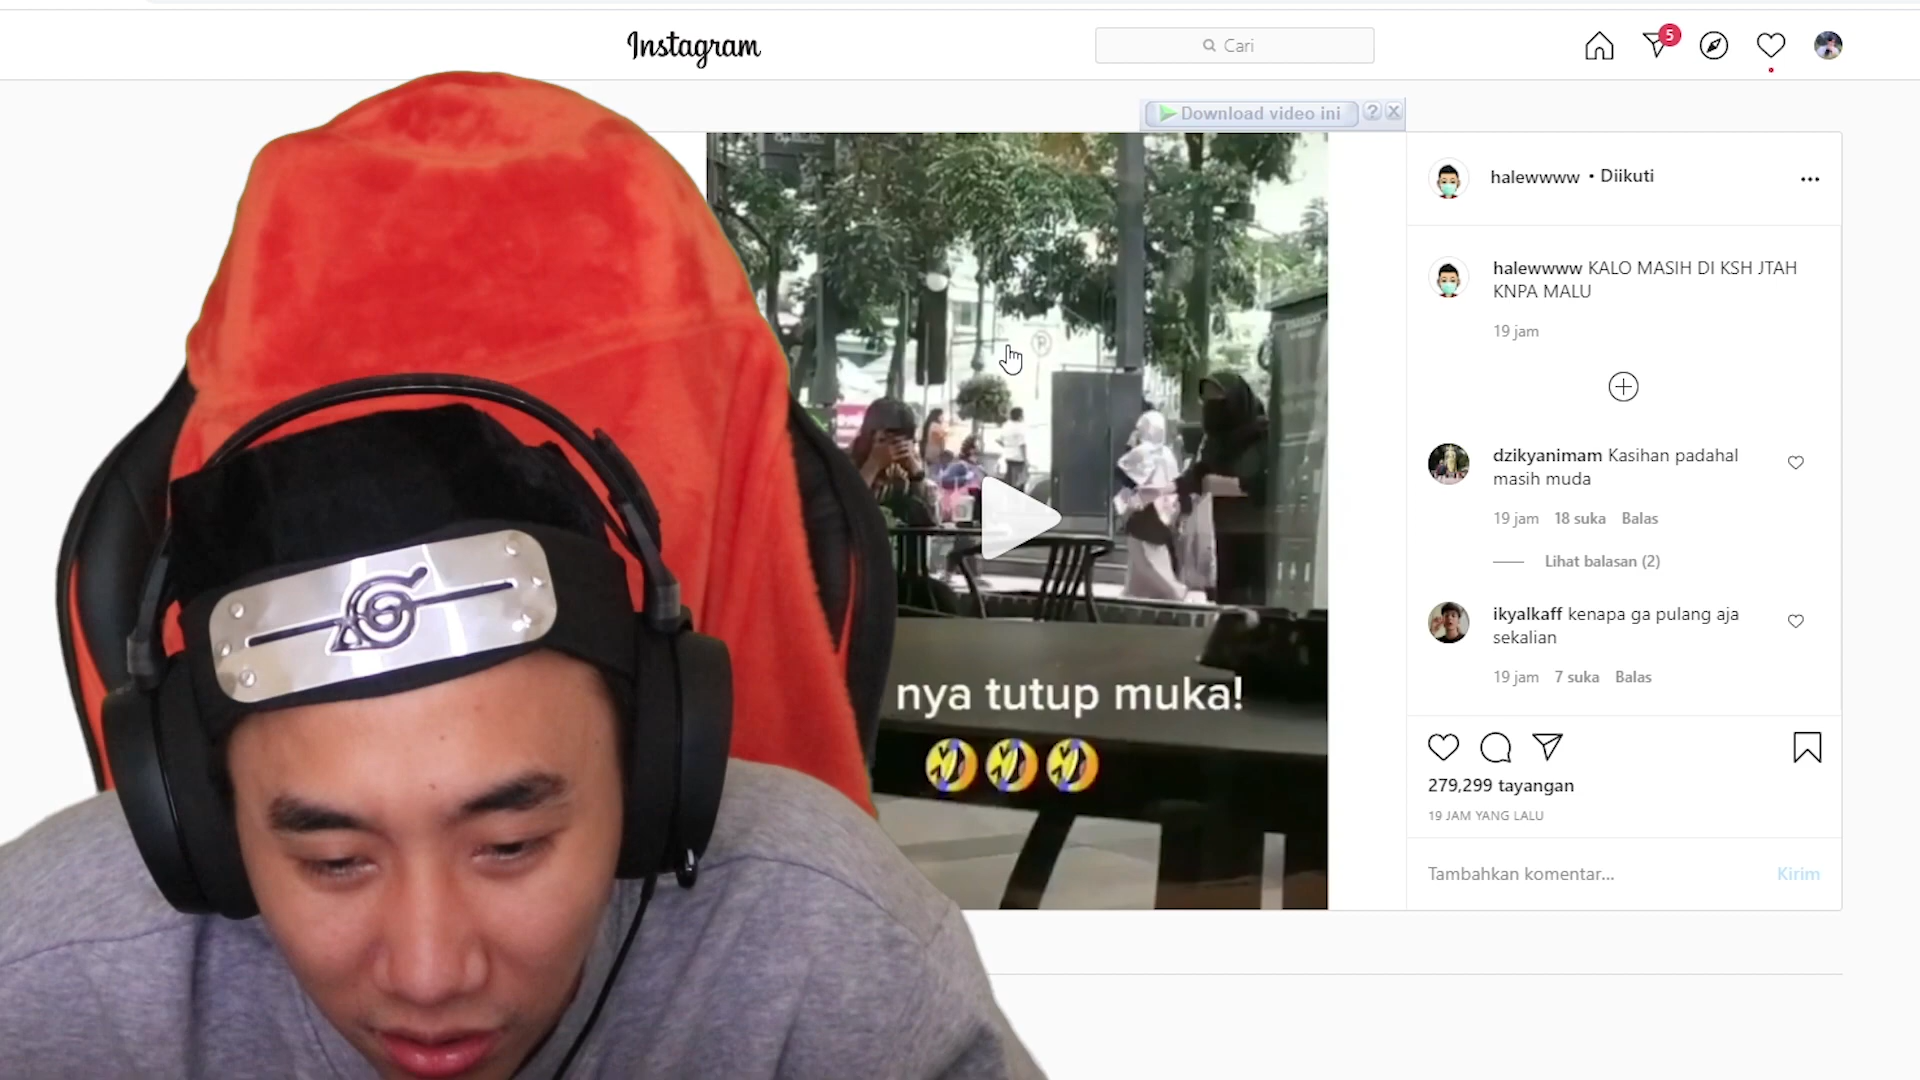 Instagram
Cari
5
Download video ini
halewwww • Diikuti
halewwww KALO MASIH DI KSH JTAH
KNPA MALU
19 jam
dzikyanimam Kasihan padahal
masih muda
19 jam 18 suka Balas
Lihat balasan (2)
ikyalkaff kenapa ga pulang aja
sekalian
19 jam 7 suka Balas
nya tutup muka!
279,299 tayangan
19 JAM YANG LALU
Tambahkan komentar... Kirim